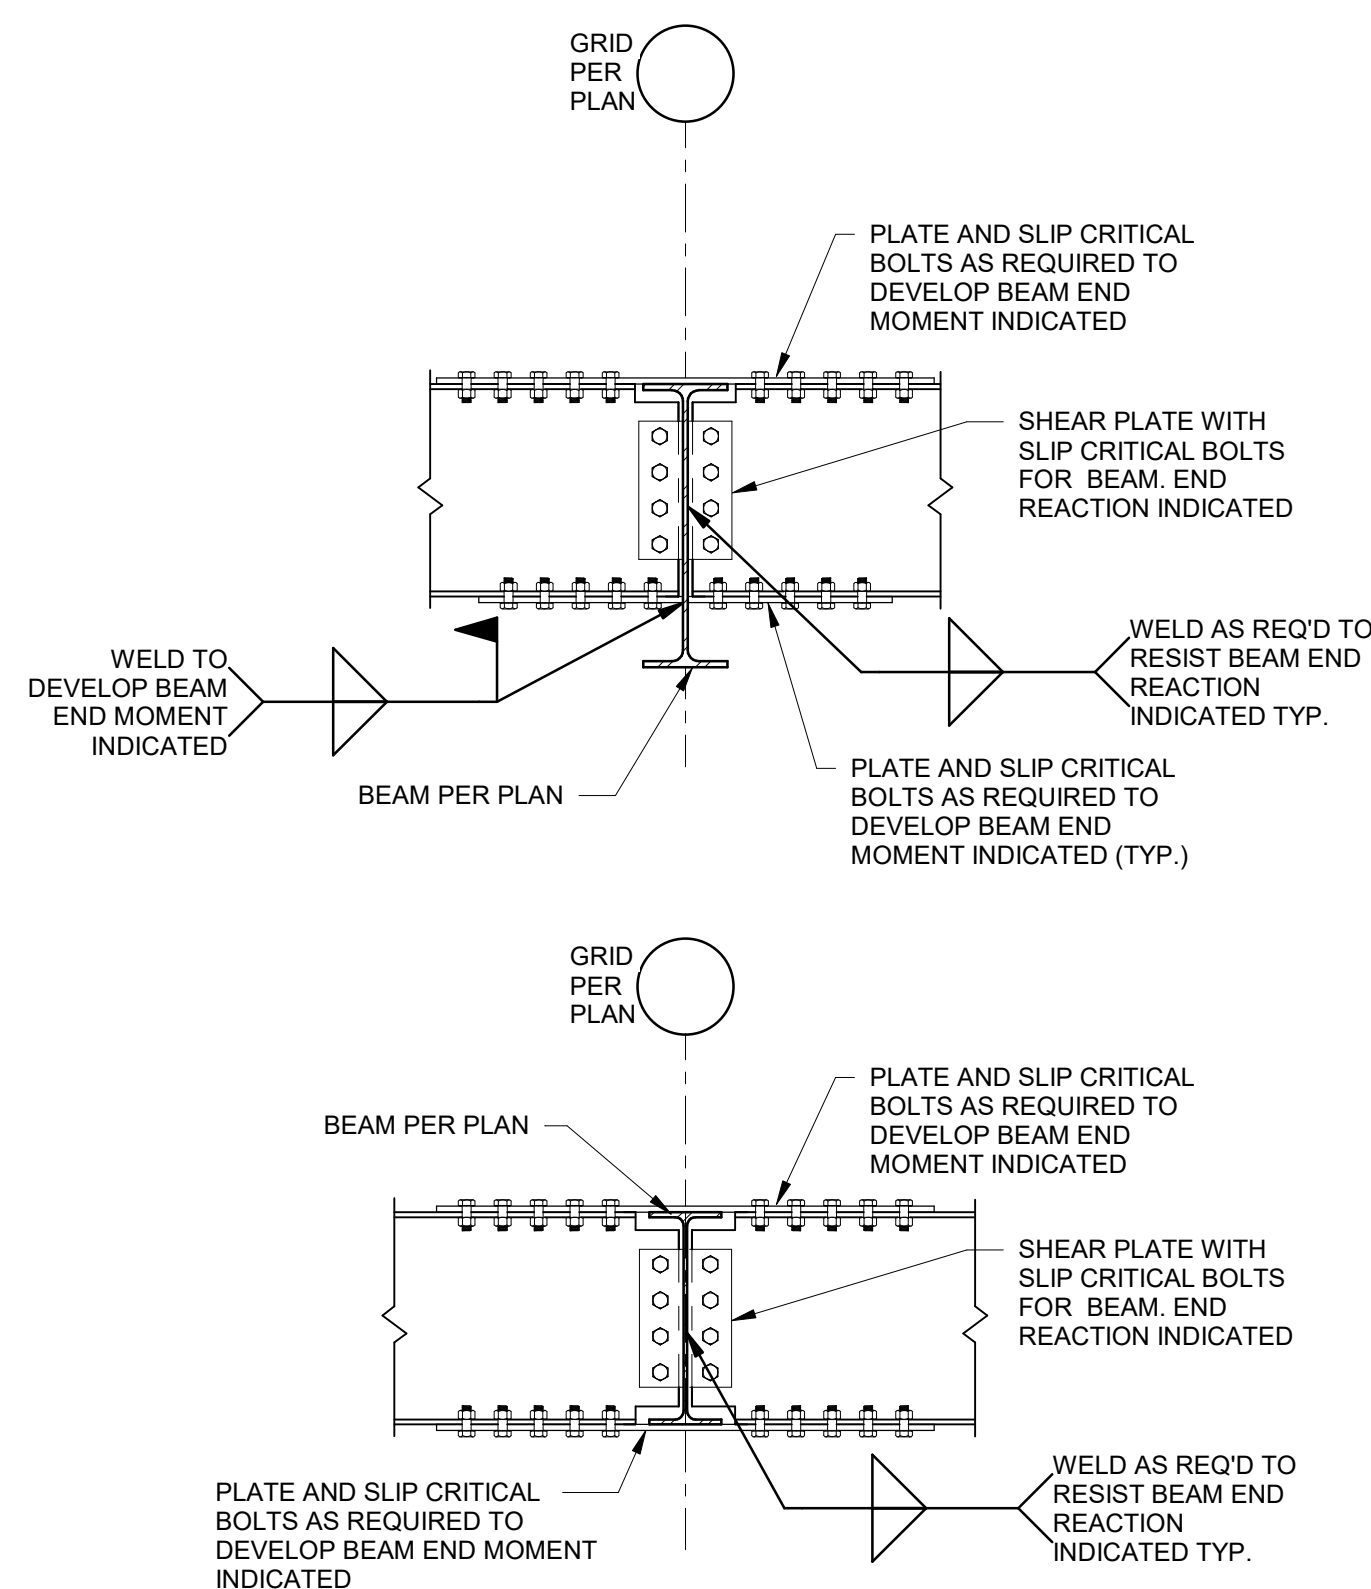 GRID
PER
PLAN
PLATE AND SLIP CRITICAL
BOLTS AS REQUIRED TO
DEVELOP BEAM END
MOMENT INDICATED
SHEAR PLATE WITH
SLIP CRITICAL BOLTS
FOR BEAM. END
REACTION INDICATED
WELD TO
DEVELOP BEAM
END MOMENT
INDICATED
WELD AS REQ'D TO
RESIST BEAM END
REACTION
INDICATED TYP.
BEAM PER PLAN
PLATE AND SLIP CRITICAL
BOLTS AS REQUIRED TO
DEVELOP BEAM END
MOMENT INDICATED (TYP.)
GRID
PER
PLAN
BEAM PER PLAN
PLATE AND SLIP CRITICAL
BOLTS AS REQUIRED TO
DEVELOP BEAM END
MOMENT INDICATED
SHEAR PLATE WITH
SLIP CRITICAL BOLTS
FOR BEAM. END
REACTION INDICATED
PLATE AND SLIP CRITICAL
BOLTS AS REQUIRED TO
DEVELOP BEAM END MOMENT
INDICATED
WELD AS REQ'D TO
RESIST BEAM END
REACTION
INDICATED TYP.